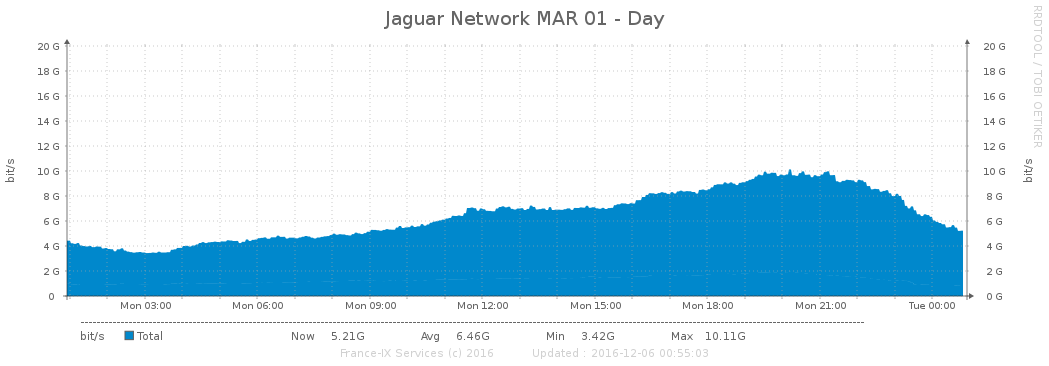 Jaguar Network MAR 01 - Day
RRDTOOL / TOBI OETIKER
bit/s
bit/s
20 G 20 G
18 G 18 G
16 G 16 G
14 G 14 G
12 G 12 G
10 G 10 G
8 G 8 G
6 G 6 G
4 G 4 G
2 G 2 G
0 0 G
Mon 03:00 Mon 06:00 Mon 09:00 Mon 12:00 Mon 15:00 Mon 18:00 Mon 21:00 Tue 00:00
bit/s Total Now 5.21G Avg 6.46G Min 3.42G Max 10.11G
France-IX Services (c) 2016 Updated : 2016-12-06 00:55:03